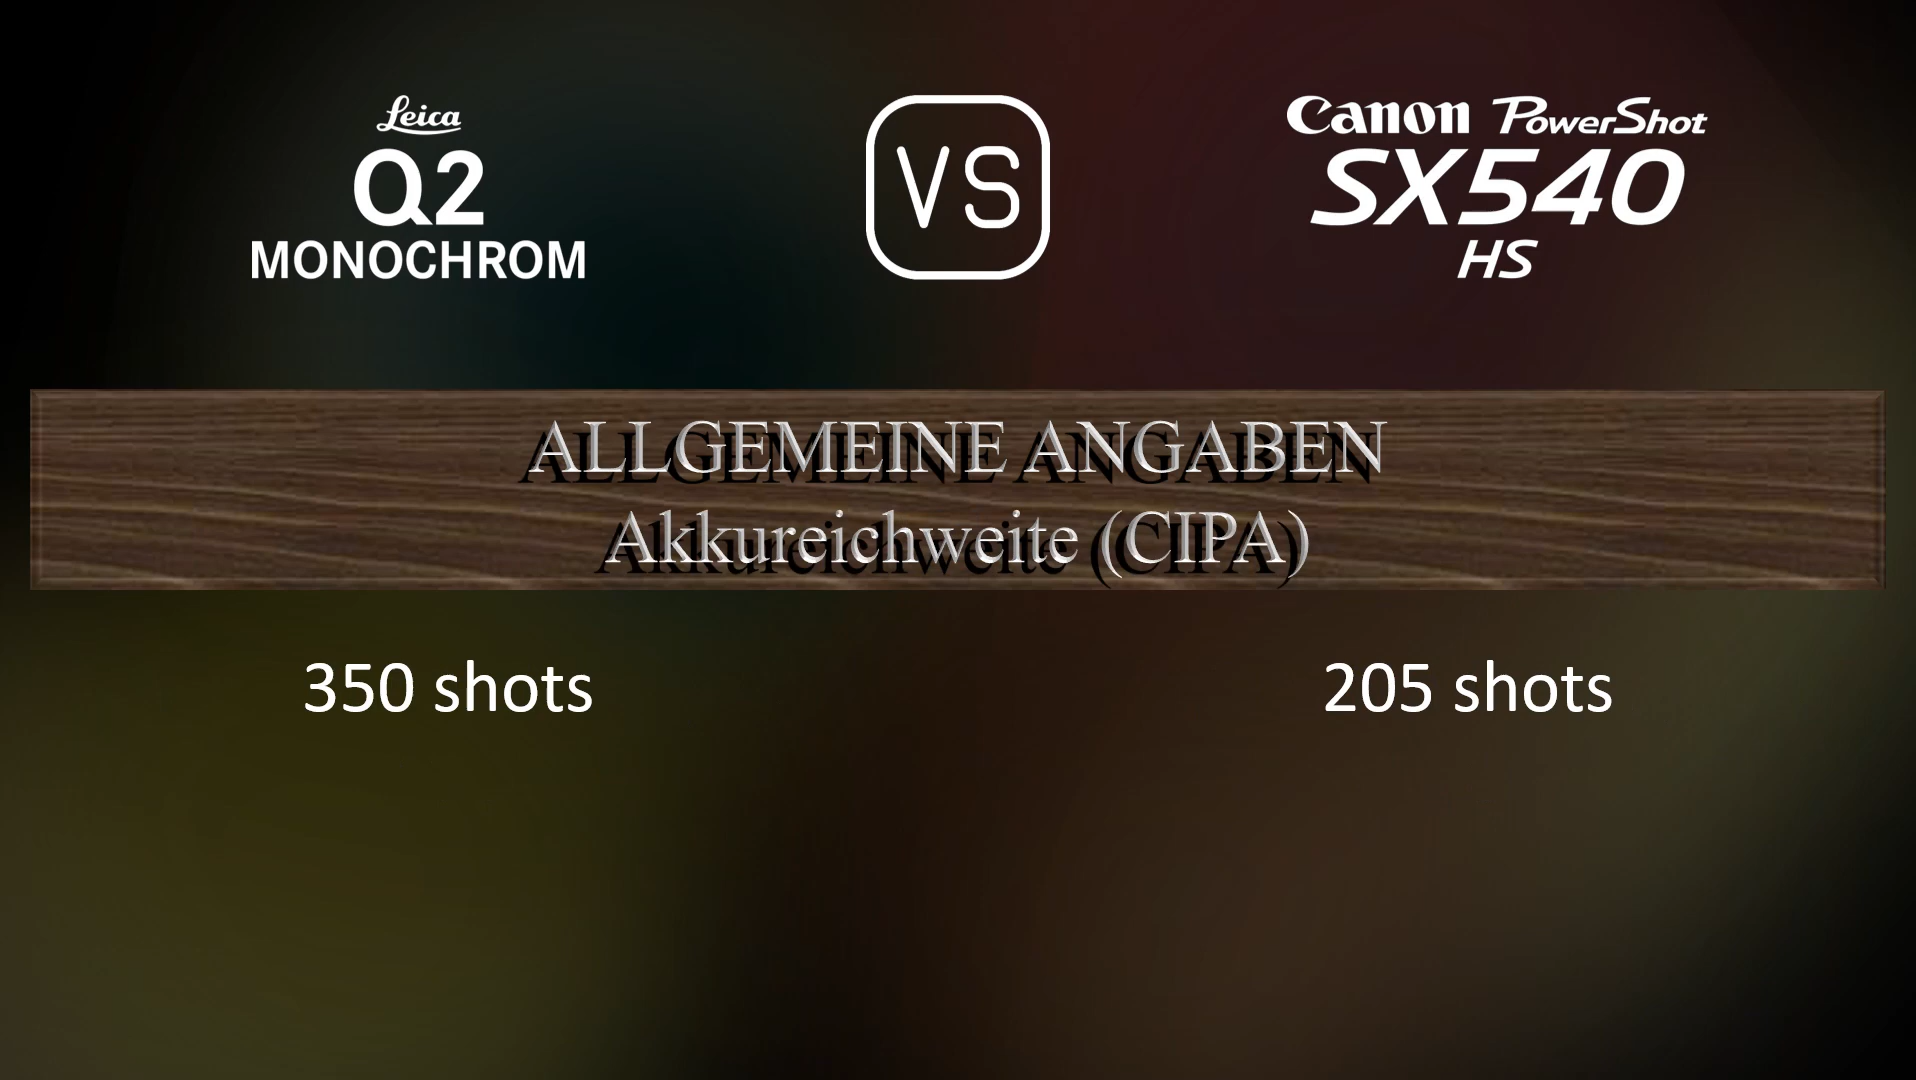 Leica
Q2
MONOCHROM
VS
Canon PowerShot
SX540
HS
ALLGEMEINE ANGABEN
Akkureichweite (CIPA)
350 shots
205 shots